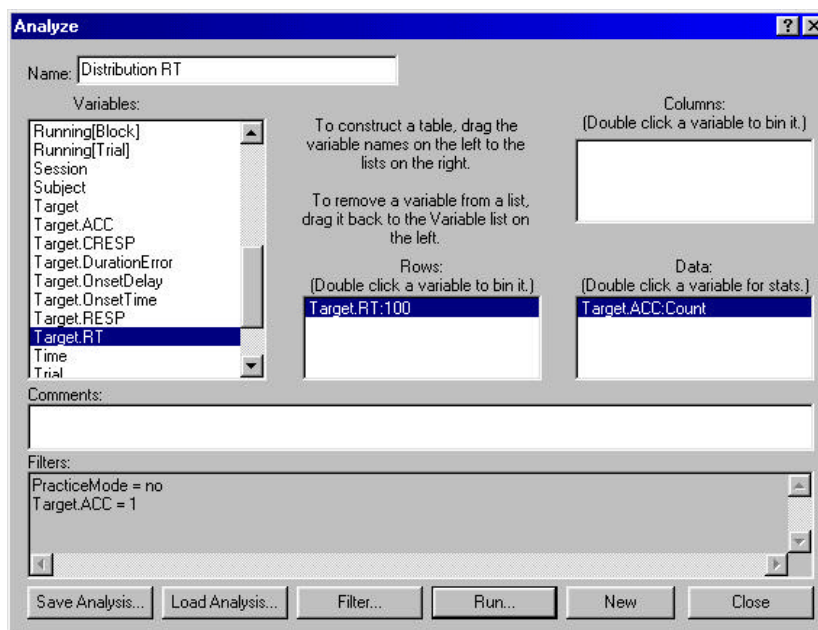 Analyze
Name: Distribution RT
Variables:
Running[Block]
Running[Trial]
Session
Subject
Target
Target.ACC
Target.CRESP
Target.DurationError
Target.OnsetDelay
Target.OnsetTime
Target.RESP
Target.RT
Time
Trial
To construct a table, drag the
variable names on the left to the
lists on the right.
To remove a variable from a list,
drag it back to the Variable list on
the left.
Columns:
(Double click a variable to bin it.)
Rows:
(Double click a variable to bin it.)
Target.RT:100
Data:
(Double click a variable for stats.)
Target.ACC:Count
Comments:
Filters:
PracticeMode = no
Target.ACC = 1
Save Analysis...
Load Analysis...
Filter...
Run...
New
Close